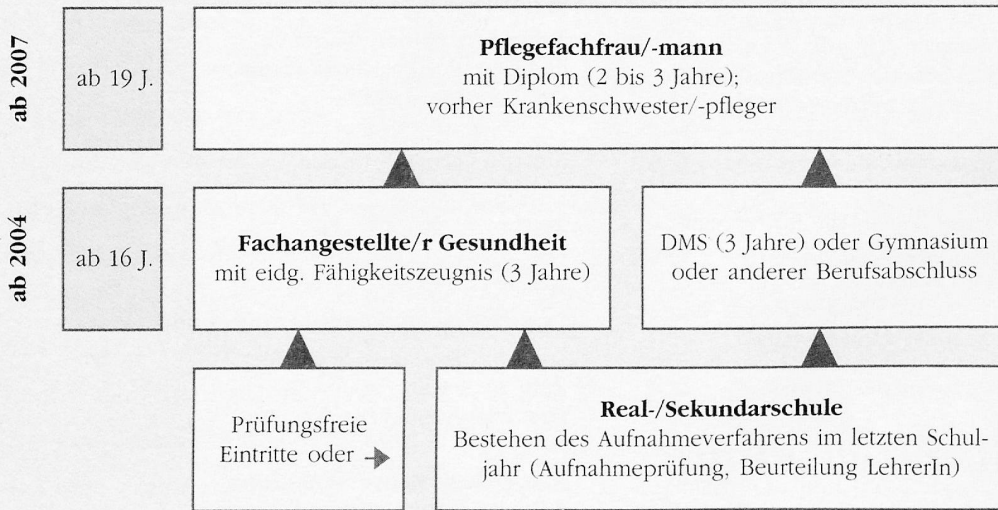 ab 2007
ab 19 J.
Pflegefachfrau/-mann
mit Diplom (2 bis 3 Jahre);
vorher Krankenschwester/-pfleger
ab 2004
ab 16 J.
Fachangestellte/r Gesundheit
mit eidg. Fähigkeitszeugnis (3 Jahre)
DMS (3 Jahre) oder Gymnasium
oder anderer Berufsabschluss
Prüfungsfreie
Eintritte oder
Real-/Sekundarschule
Bestehen des Aufnahmeverfahrens im letzten Schul-
jahr (Aufnahmeprüfung, Beurteilung LehrerIn)